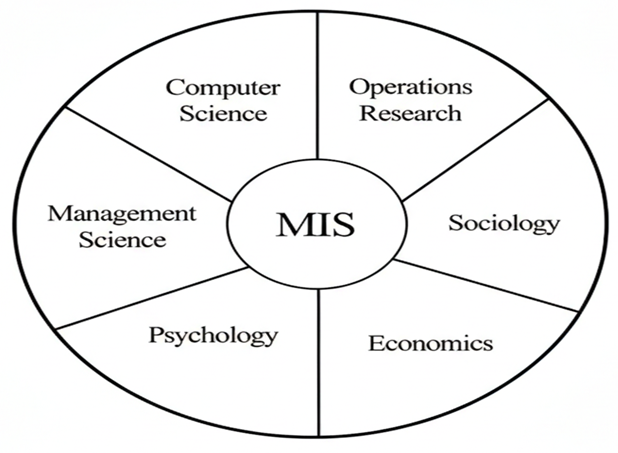 Computer
Science
Operations
Research
Management
Science
MIS
Sociology
Psychology
Economics